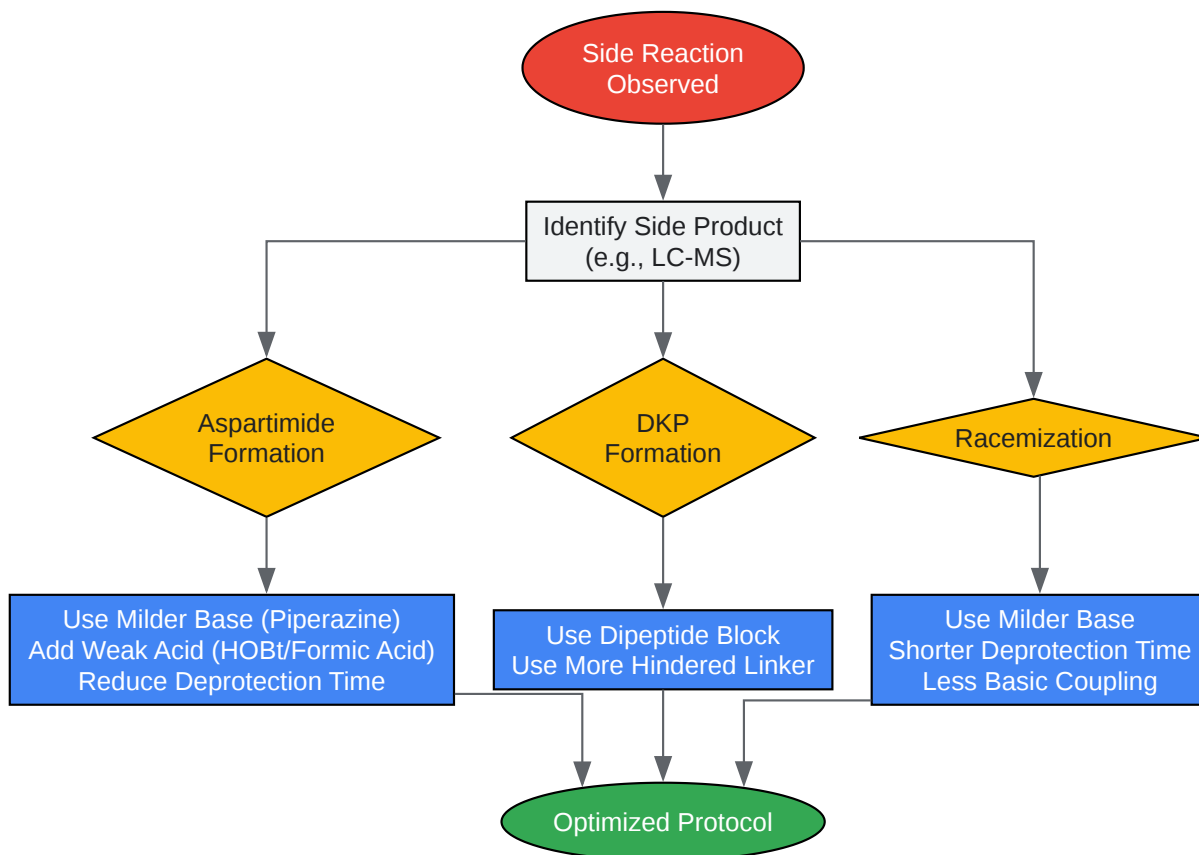 Side Reaction
Observed
Identify Side Product
(e.g., LC-MS)
Aspartimide
Formation
DKP
Formation
Racemization
Use Milder Base (Piperazine)
Add Weak Acid (HOBt/Formic Acid)
Reduce Deprotection Time
Use Dipeptide Block
Use More Hindered Linker
Use Milder Base
Shorter Deprotection Time
Less Basic Coupling
Optimized Protocol